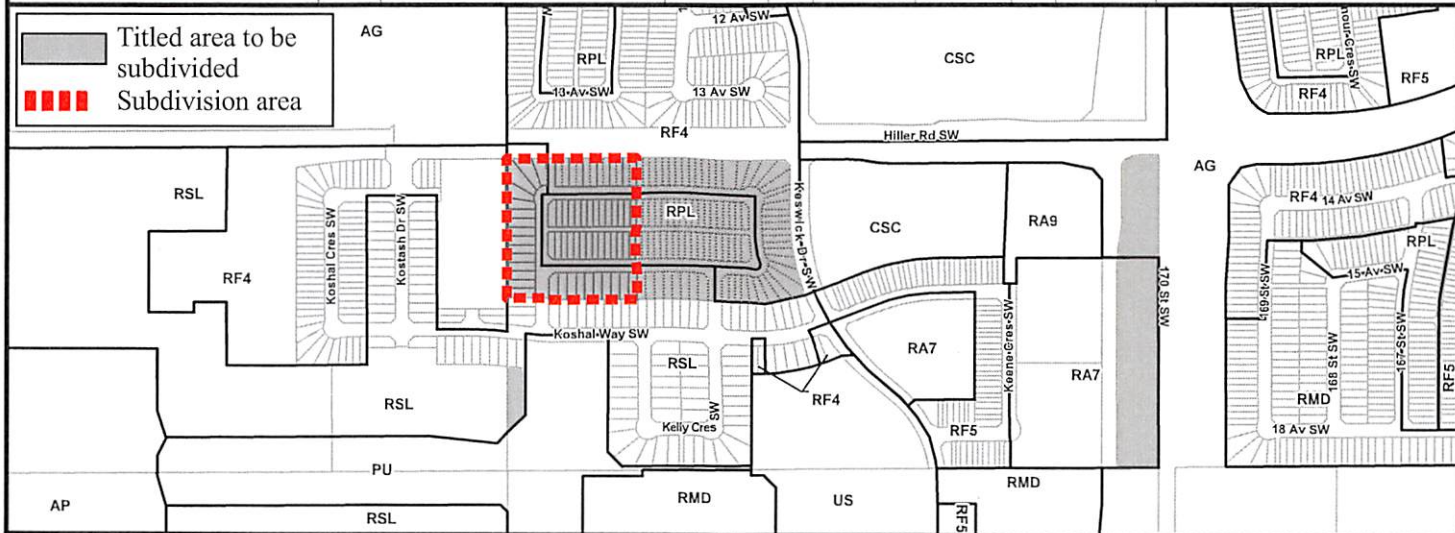 Titled area to be
subdivided
Subdivision area
AG
12 Av SW
RPL
13 Av SW
13 Av SW
RF4
CSC
Hiller Rd SW
RPL
RF4
RF5
AG
RSL
RF4
Koshal Cres SW
Kostash Dr SW
RPL
Keswick Dr SW
CSC
RA9
RF4
14 Av SW
RPL
15 Av SW
170 St SW
169 St SW
168 St SW
167 St SW
RF5
RMD
18 Av SW
Koshal Way SW
RSL
Kelly Cres SW
RF4
RA7
Keene Cres SW
RA7
RF5
RSL
PU
AP
RSL
RMD
US
RF5
RMD